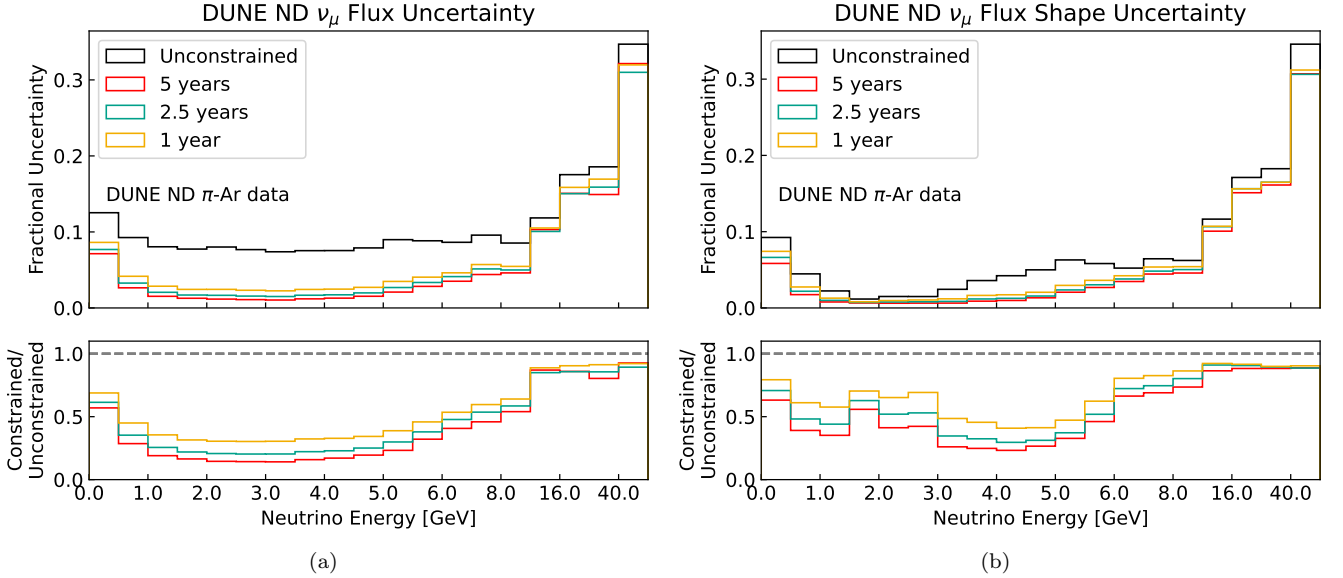 DUNE ND νμ Flux Uncertainty
Fractional Uncertainty
0.3
0.2
0.1
0.0
Unconstrained
5 years
2.5 years
1 year
DUNE ND π-Ar data
Constrained/
Unconstrained
1.0
0.5
0.0
0.0 1.0 2.0 3.0 4.0 5.0 6.0 8.0 16.0 40.0
Neutrino Energy [GeV]
(a)
DUNE ND νμ Flux Shape Uncertainty
Fractional Uncertainty
0.3
0.2
0.1
0.0
Unconstrained
5 years
2.5 years
1 year
DUNE ND π-Ar data
Constrained/
Unconstrained
1.0
0.5
0.0
0.0 1.0 2.0 3.0 4.0 5.0 6.0 8.0 16.0 40.0
Neutrino Energy [GeV]
(b)